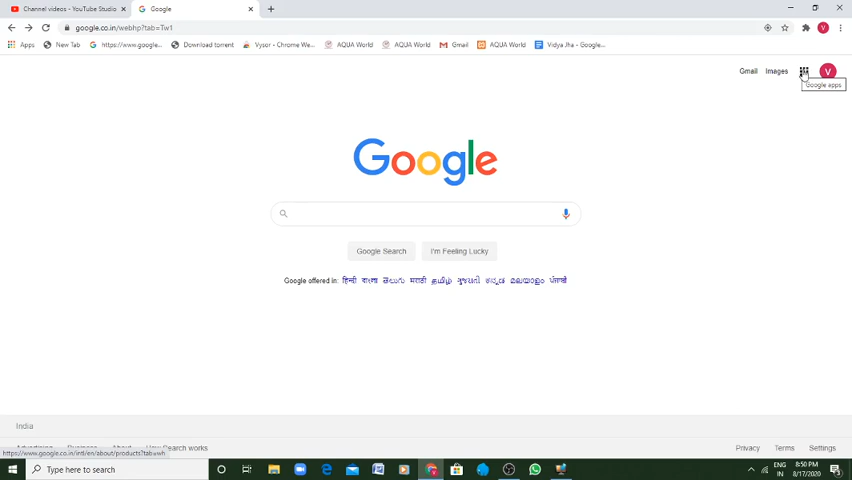 Channel videos - YouTube Studio
Google
google.co.in/webhp?tab=Tw1
Apps
New Tab
https://www.google...
Download torrent
Vysor - Chrome We...
AQUA World
AQUA World
Gmail
AQUA World
Vidya Jha - Google...
V
Gmail
Images
V
Google apps
Google
Google Search
I'm Feeling Lucky
Google offered in: हिन्दी বাংলা తెలుగు मराठी தமிழ் ગુજરાતી ಕನ್ನಡ മലയാളം ਪੰਜਾਬੀ
India
How Search works
Privacy
Terms
Settings
https://www.google.co.in/intl/en/about/products?tab=wh
Type here to search
ENG
IN
8:50 PM
8/17/2020